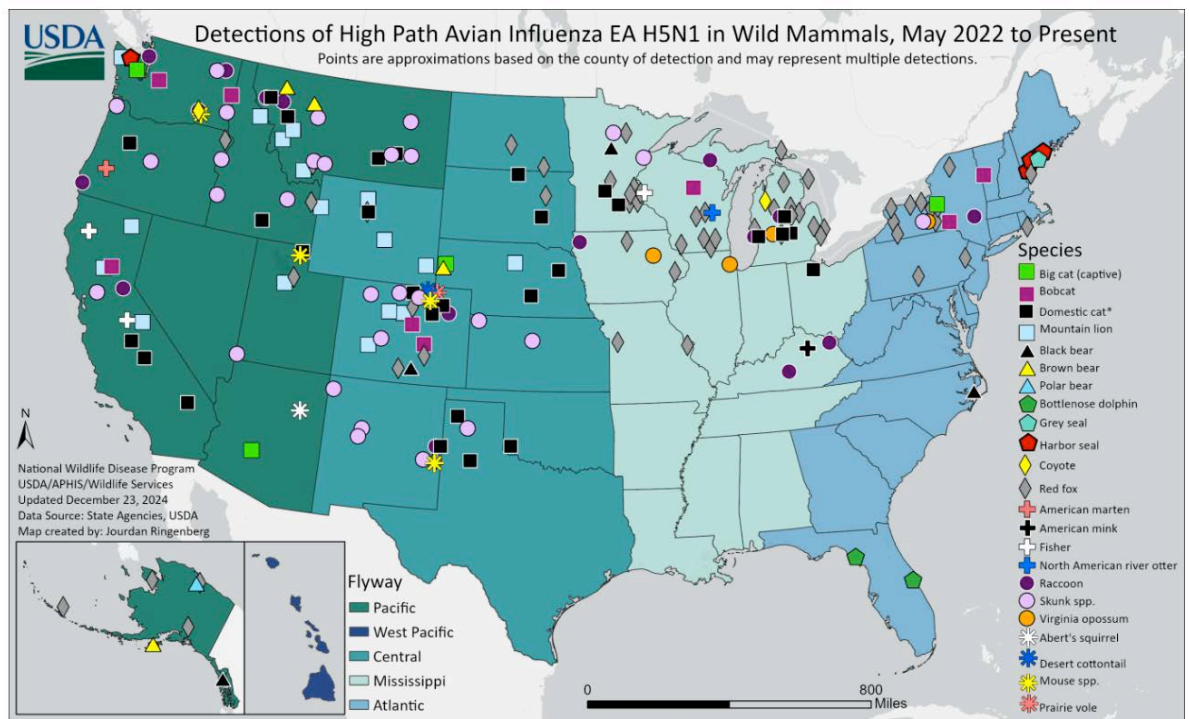 USDA
Detections of High Path Avian Influenza EA H5N1 in Wild Mammals, May 2022 to Present
Points are approximations based on the county of detection and may represent multiple detections.
Species
Big cat (captive)
Bobcat
Domestic cat*
Mountain lion
Black bear
Brown bear
Polar bear
Bottlenose dolphin
Grey seal
Harbor seal
Coyote
Red fox
American marten
American mink
Fisher
North American river otter
Raccoon
Skunk spp.
Virginia opossum
Abert's squirrel
Desert cottontail
Mouse spp.
Prairie vole
N
National Wildlife Disease Program
USDA/APHIS/Wildlife Services
Updated December 23, 2024
Data Source: State Agencies, USDA
Map created by: Jourdan Ringenberg
Flyway
Pacific
West Pacific
Central
Mississippi
Atlantic
0 800
Miles